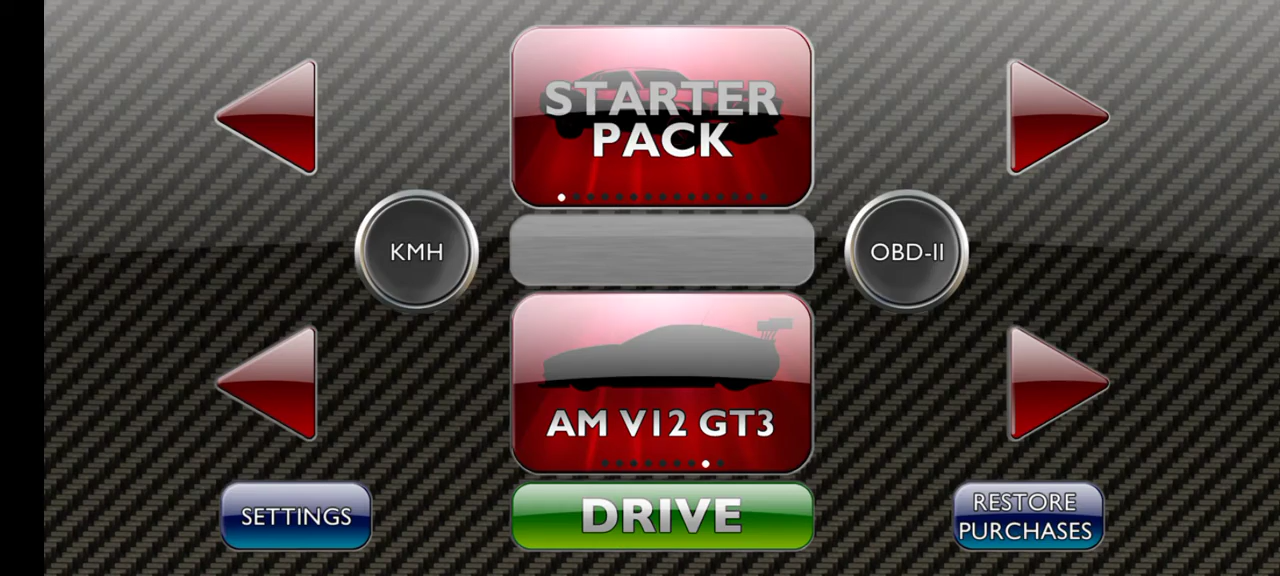 STARTER
PACK
KMH
OBD-II
AM V12 GT3
SETTINGS
DRIVE
RESTORE
PURCHASES